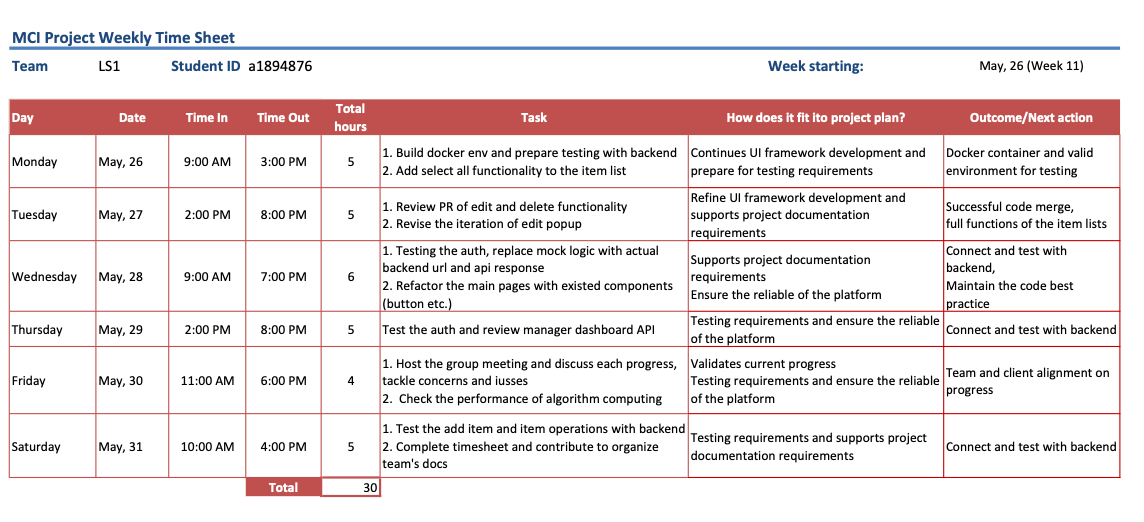 MCI Project Weekly Time Sheet
Team LS1 Student ID a1894876 Week starting: May, 26 (Week 11)
Day Date Time In Time Out Total hours Task How does it fit ito project plan? Outcome/Next action
Monday May, 26 9:00 AM 3:00 PM 5
1. Build docker env and prepare testing with backend
2. Add select all functionality to the item list
Continues UI framework development and
prepare for testing requirements
Docker container and valid
environment for testing
Tuesday May, 27 2:00 PM 8:00 PM 5
1. Review PR of edit and delete functionality
2. Revise the iteration of edit popup
Refine UI framework development and
supports project documentation
requirements
Successful code merge,
full functions of the item lists
Wednesday May, 28 9:00 AM 7:00 PM 6
1. Testing the auth, replace mock logic with actual
backend url and api response
2. Refactor the main pages with existed components
(button etc.)
Supports project documentation
requirements
Ensure the reliable of the platform
Connect and test with
backend,
Maintain the code best
practice
Thursday May, 29 2:00 PM 8:00 PM 5
Test the auth and review manager dashboard API
Testing requirements and ensure the reliable
of the platform
Connect and test with backend
Friday May, 30 11:00 AM 6:00 PM 4
1. Host the group meeting and discuss each progress,
tackle concerns and iusses
2. Check the performance of algorithm computing
Validates current progress
Testing requirements and ensure the reliable
of the platform
Team and client alignment on
progress
Saturday May, 31 10:00 AM 4:00 PM 5
1. Test the add item and item operations with backend
2. Complete timesheet and contribute to organize
team's docs
Testing requirements and supports project
documentation requirements
Connect and test with backend
Total 30